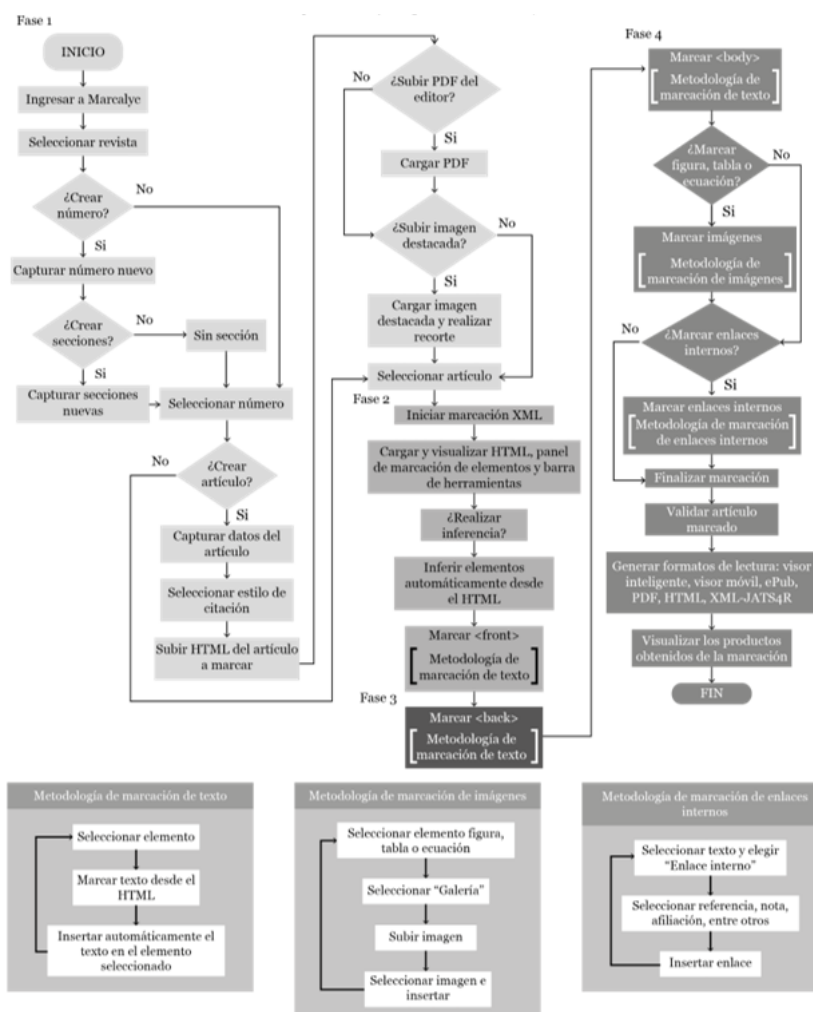 Fase 1
INICIO
Ingresar a Marcalyc
Seleccionar revista
¿Crear
número?
No
Si
Capturar número nuevo
¿Crear
secciones?
No
Sin sección
Si
Capturar secciones
nuevas
Seleccionar número
No
¿Crear
artículo?
Si
Capturar datos del
artículo
Seleccionar estilo de
citación
Subir HTML del artículo
a marcar
No
¿Subir PDF del
editor?
Si
Cargar PDF
¿Subir imagen
destacada?
No
Si
Cargar imagen
destacada y realizar
recorte
Seleccionar artículo
Fase 2
Iniciar marcación XML
Cargar y visualizar HTML, panel
de marcación de elementos y barra
de herramientas
¿Realizar
inferencia?
Inferir elementos
automáticamente desde
el HTML
Marcar <front>
Metodología de
marcación de texto
Fase 3
Marcar <back>
Metodología de
marcación de texto
Fase 4
Marcar <body>
Metodología de
marcación de texto
¿Marcar
figura, tabla o
ecuación?
No
Si
Marcar imágenes
Metodología de
marcación de imágenes
No
¿Marcar enlaces
internos?
Si
Marcar enlaces internos
Metodología de marcación
de enlaces internos
Finalizar marcación
Validar artículo
marcado
Generar formatos de lectura: visor
inteligente, visor móvil, ePub,
PDF, HTML, XML-JATS4R
Visualizar los productos
obtenidos de la marcación
FIN
Metodología de marcación de texto
Seleccionar elemento
Marcar texto desde el
HTML
Insertar automáticamente el
texto en el elemento
seleccionado
Metodología de marcación de imágenes
Seleccionar elemento figura,
tabla o ecuación
Seleccionar “Galería”
Subir imagen
Seleccionar imagen e
insertar
Metodología de marcación de enlaces
internos
Seleccionar texto y elegir
“Enlace interno”
Seleccionar referencia, nota,
afiliación, entre otros
Insertar enlace